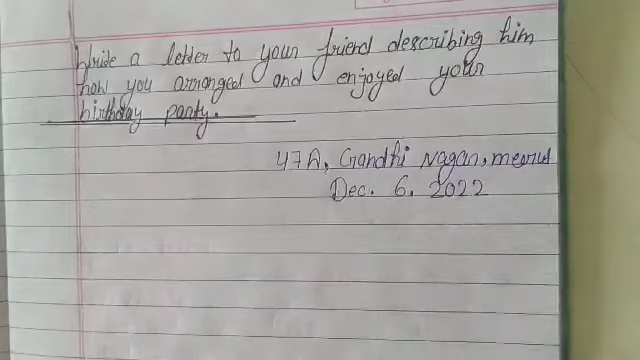 Write a letter to your friend describing him
how you arranged and enjoyed your
birthday party.
47A, Gandhi Nagar, meerut
Dec. 6, 2022